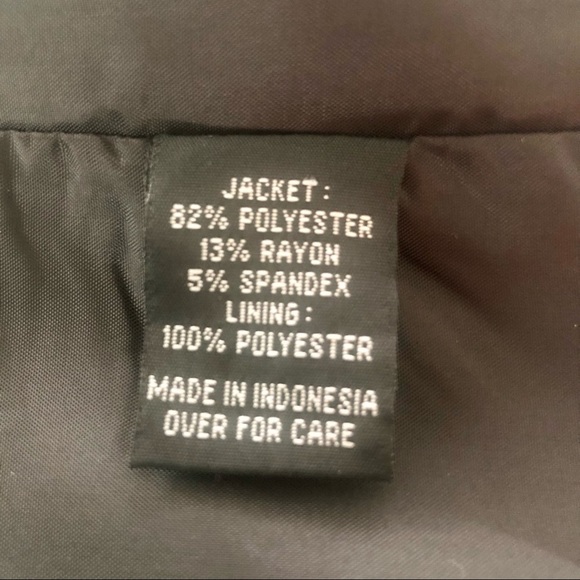 JACKET:
82% POLYESTER
13% RAYON
5% SPANDEX
LINING:
100% POLYESTER
MADE IN INDONESIA
OVER FOR CARE